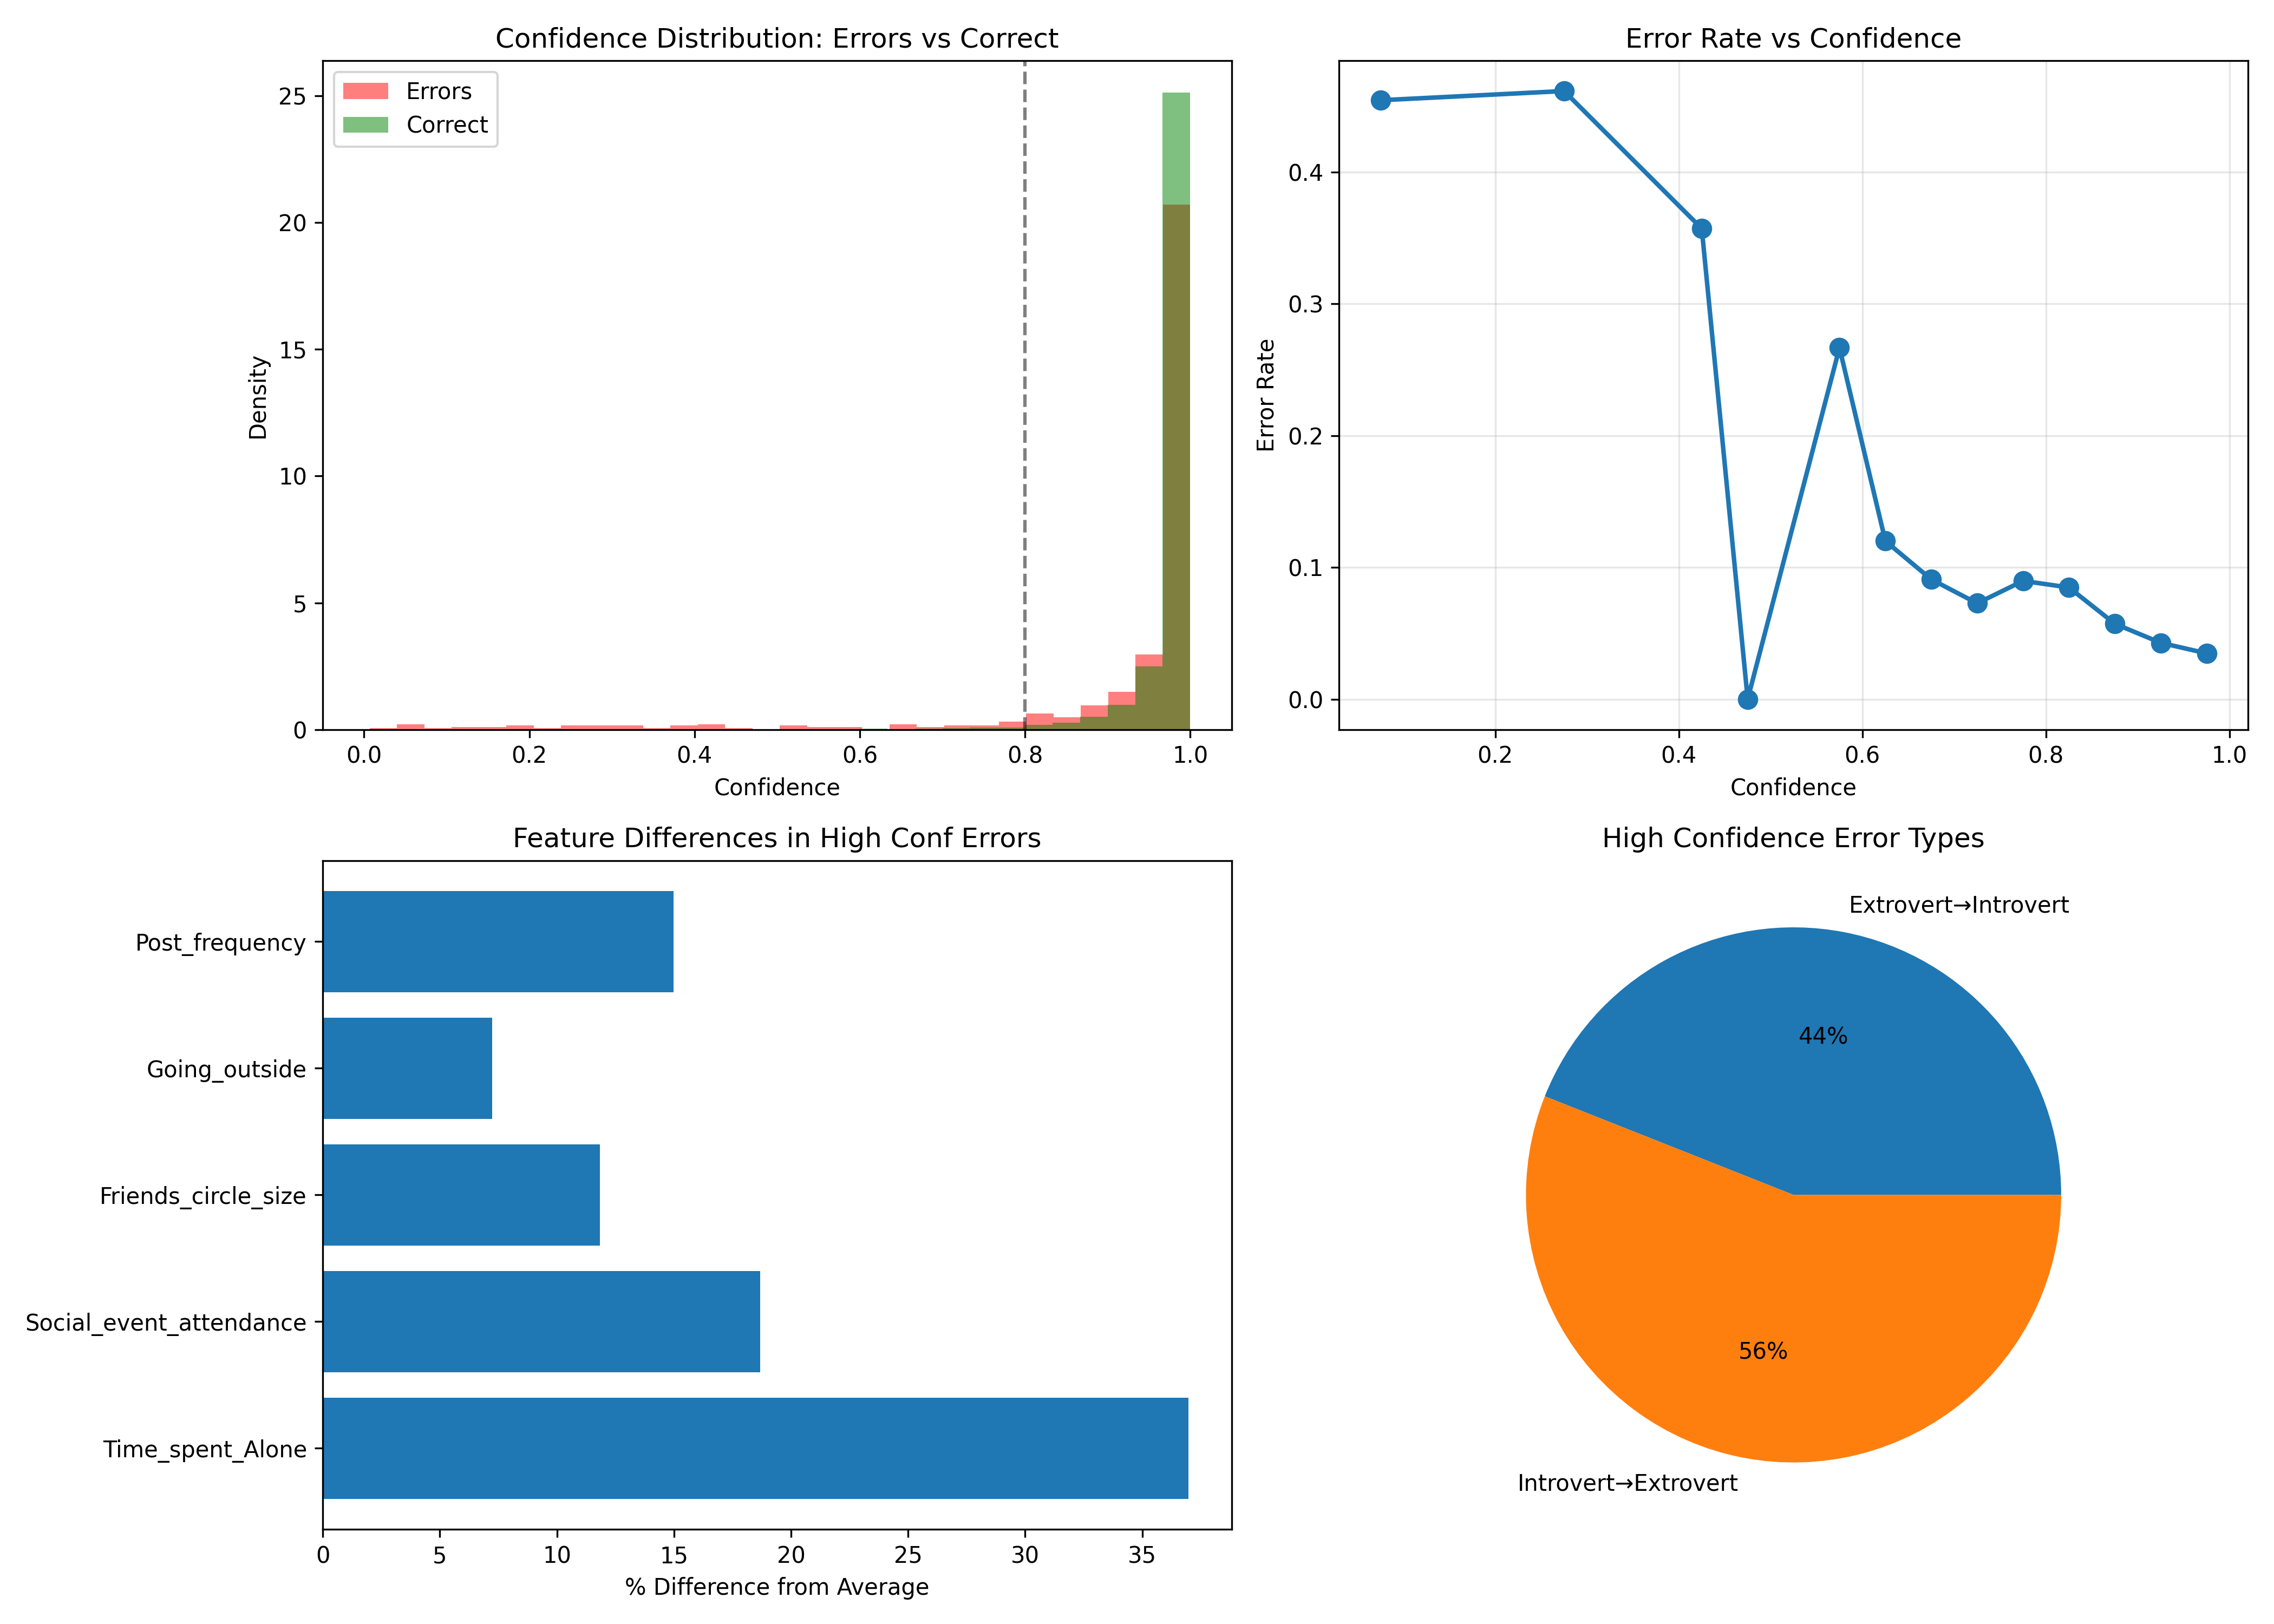 Confidence Distribution: Errors vs Correct
Errors
Correct
Density
25
20
15
10
5
0
0.0 0.2 0.4 0.6 0.8 1.0
Confidence
Error Rate vs Confidence
Error Rate
0.4
0.3
0.2
0.1
0.0
0.2 0.4 0.6 0.8 1.0
Confidence
Feature Differences in High Conf Errors
Post_frequency
Going_outside
Friends_circle_size
Social_event_attendance
Time_spent_Alone
0 5 10 15 20 25 30 35
% Difference from Average
High Confidence Error Types
Extrovert→Introvert
44%
56%
Introvert→Extrovert